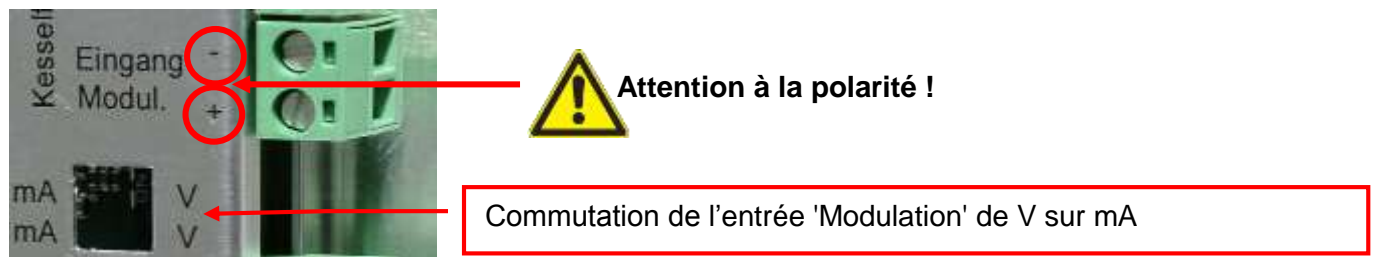 Kessel
Eingang -
Modul. +
Attention à la polarité !
mA V
mA V
Commutation de l'entrée 'Modulation' de V sur mA